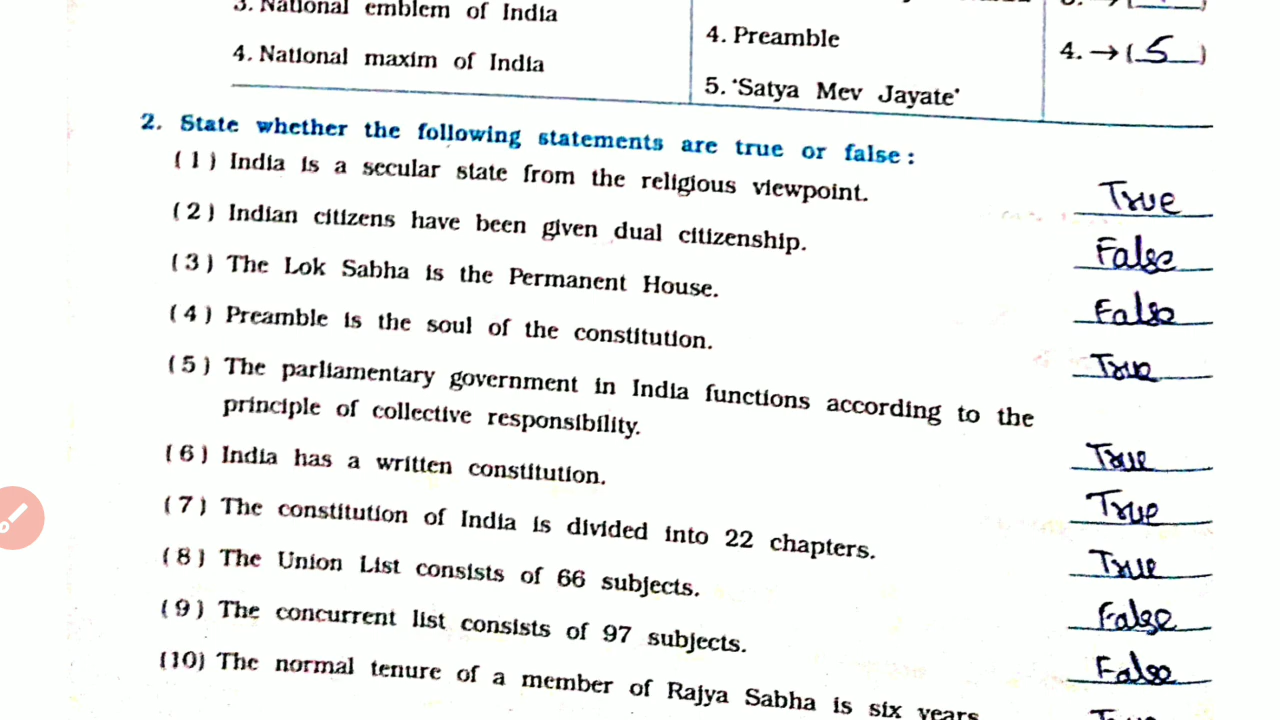 3. National emblem of India
4. Preamble
4. → ( 5 )
4. National maxim of India
5. 'Satya Mev Jayate'
2. State whether the following statements are true or false :
( 1 ) India is a secular state from the religious viewpoint.
True
( 2 ) Indian citizens have been given dual citizenship.
False
( 3 ) The Lok Sabha is the Permanent House.
False
( 4 ) Preamble is the soul of the constitution.
True
( 5 ) The parliamentary government in India functions according to the
principle of collective responsibility.
True
( 6 ) India has a written constitution.
True
( 7 ) The constitution of India is divided into 22 chapters.
True
( 8 ) The Union List consists of 66 subjects.
False
( 9 ) The concurrent list consists of 97 subjects.
False
(10) The normal tenure of a member of Rajya Sabha is six years
True